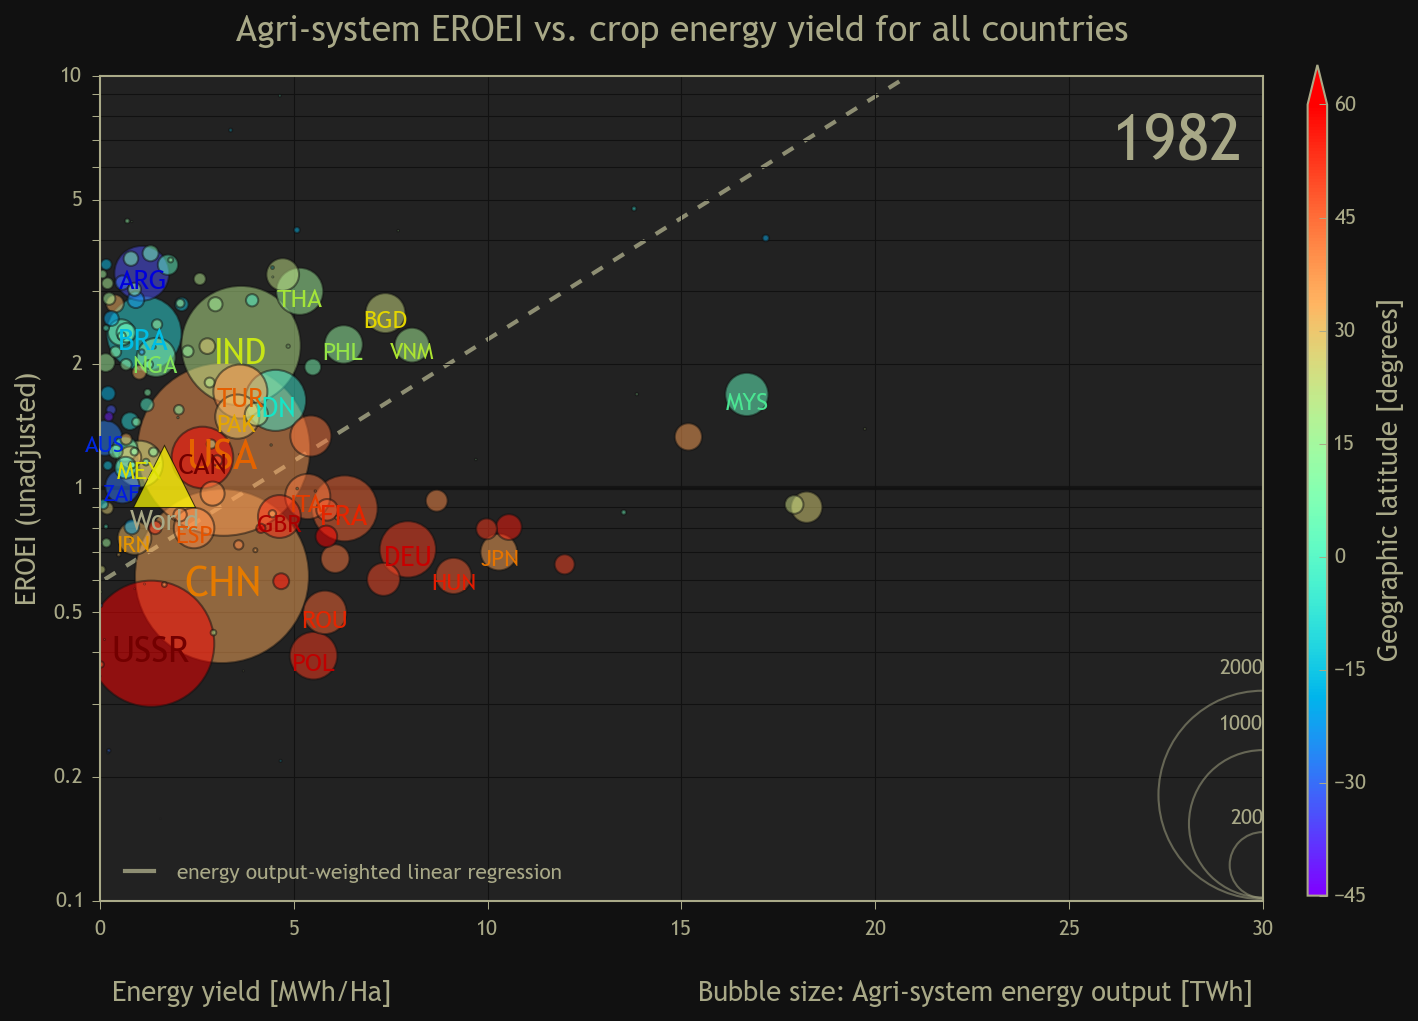 Agri-system EROEI vs. crop energy yield for all countries
1982
EROEI (unadjusted)
10
5
2
1
0.5
0.2
0.1
ARG
THA
BGD
BRA
IND
NGA
PHL
VNM
TUR
IDN
MYS
PAK
AUS
USA
CAN
MEX
ZAF
ITA
World
GBR
FRA
ESP
IRN
DEU
JPN
CHN
HUN
ROU
USSR
POL
2000
1000
200
energy output-weighted linear regression
0
5
10
15
20
25
30
Energy yield [MWh/Ha]
Bubble size: Agri-system energy output [TWh]
60
45
30
15
0
−15
−30
−45
Geographic latitude [degrees]